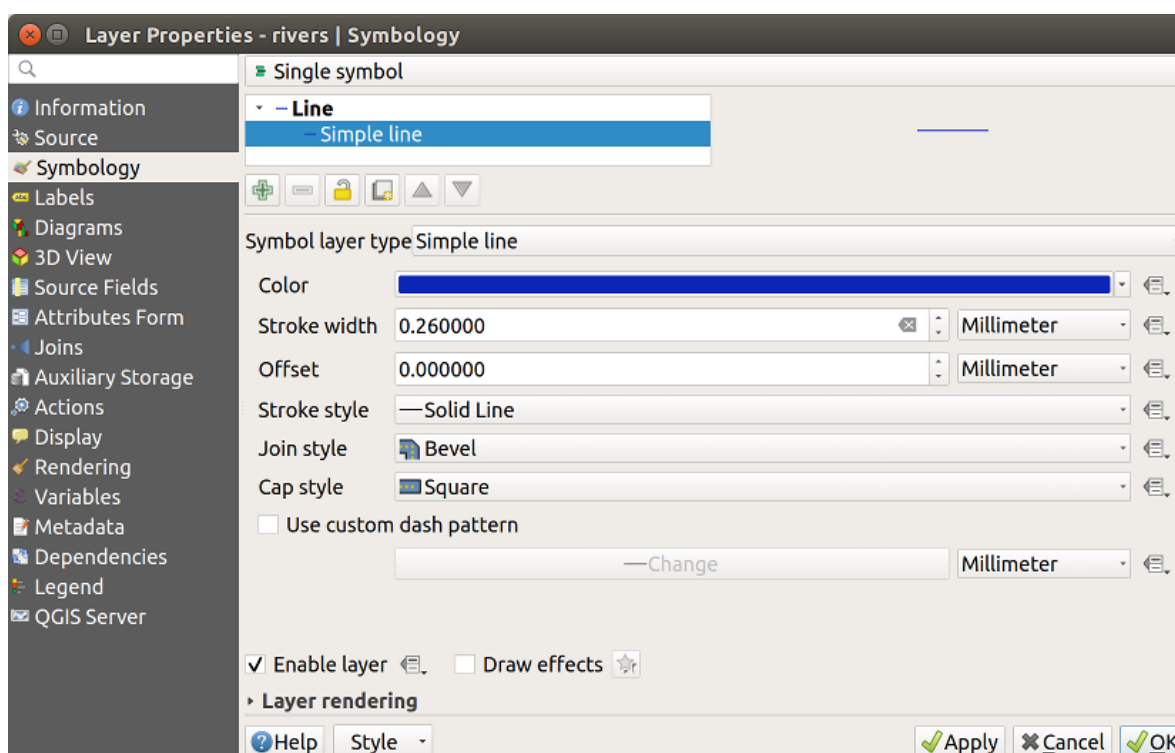 Layer Properties - rivers | Symbology
Single symbol
Information
Source
Symbology
Labels
Diagrams
3D View
Source Fields
Attributes Form
Joins
Auxiliary Storage
Actions
Display
Rendering
Variables
Metadata
Dependencies
Legend
QGIS Server
Line
Simple line
Symbol layer type Simple line
Color
Stroke width 0.260000 Millimeter
Offset 0.000000 Millimeter
Stroke style Solid Line
Join style Bevel
Cap style Square
Use custom dash pattern
Change Millimeter
Enable layer Draw effects
Layer rendering
Help Style Apply Cancel OK